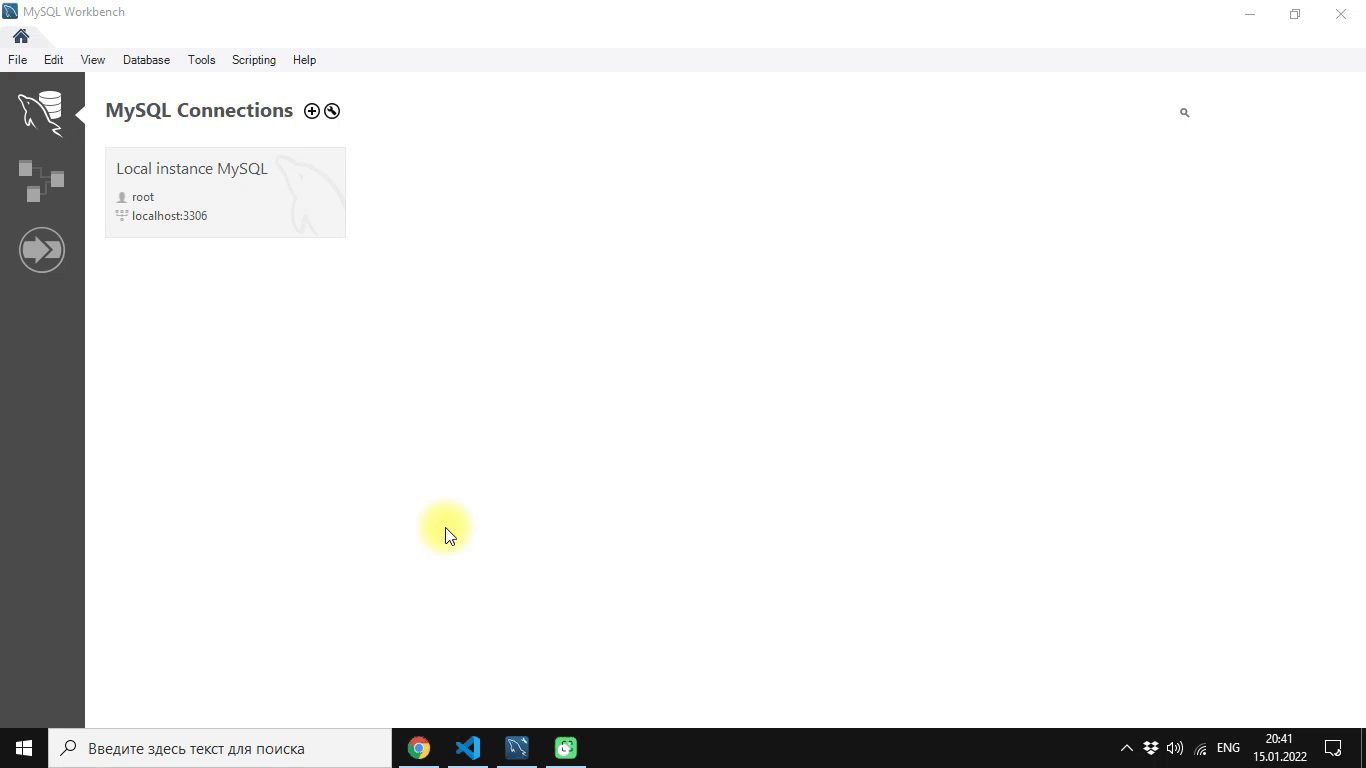 MySQL Workbench
File Edit View Database Tools Scripting Help
MySQL Connections
Local instance MySQL
root
localhost:3306
Введите здесь текст для поиска
ENG
20:41
15.01.2022